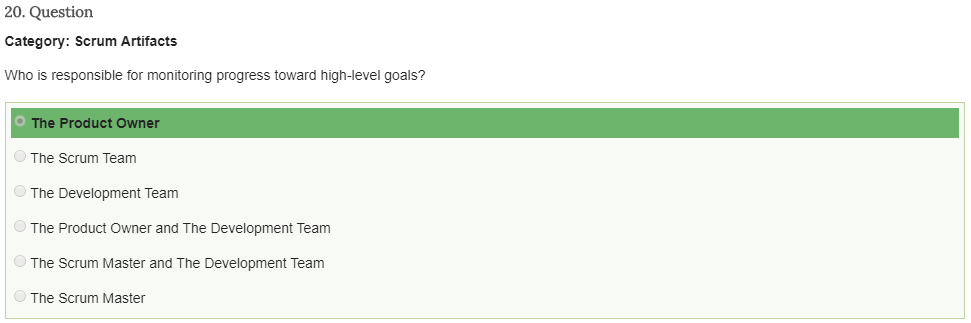 20. Question
Category: Scrum Artifacts
Who is responsible for monitoring progress toward high-level goals?
The Product Owner
The Scrum Team
The Development Team
The Product Owner and The Development Team
The Scrum Master and The Development Team
The Scrum Master